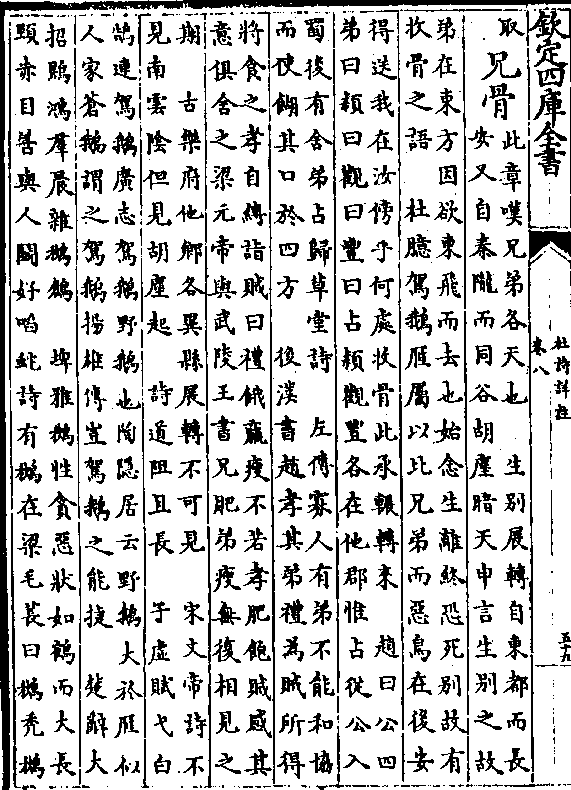 欽定四庫全書
杜詩詳註
卷八
五十九
取兄骨
此章嘆兄弟各天也 生別展轉自東都而長
安又自秦隴而同谷胡塵暗天申言生別之故
弟在東方因欲東飛而去也始念生離終恐死別故有
收骨之語 杜臆駕鵝雁屬以比兄弟而惡鳥在後安
得送我在汝傍乎何處收骨此承輾轉來 趙曰公四
弟曰頴曰觀曰豐曰占頴觀豐各在他郡惟占從公入
蜀後有舍弟占歸草堂詩 左傳寡人有弟不能和協
而使餬其口於四方 後漢書趙孝其弟禮為賊所得
將食之孝自縛詣賊曰禮餓羸瘦不若孝肥飽賊感其
意俱舍之梁元帝與武陵王書兄肥弟瘦無復相見之
期 古樂府他鄉各異縣展轉不可見 宋文帝詩不
見南雲陰但見胡塵起 詩道阻且長 子虛賦弋白
鵠連駕鵝廣志駕鵝野鵝也陶隱居云野鵝大於雁似
人家蒼鵝謂之駕鵝揚雄傳豈駕鵝之能捷 楚辭大
招鵾鴻羣晨雜鶖鶬 埤雅鶖性貪惡狀如鶴而大長
頸赤目善與人鬬好啗蛇詩有鶖在梁毛萇曰鶖禿鶖